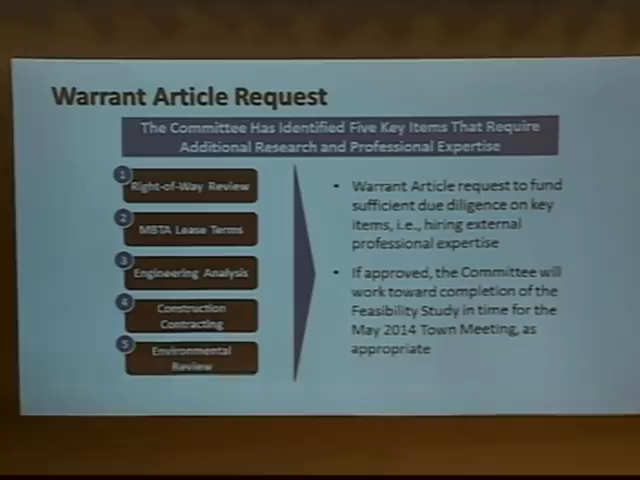 Warrant Article Request
The Committee Has Identified Five Key Items That Require
Additional Research and Professional Expertise
1
Right-of-Way Review
2
MBTA Lease Terms
3
Engineering Analysis
4
Construction
Contracting
5
Environmental
Review
• Warrant Article request to fund
sufficient due diligence on key
items, i.e., hiring external
professional expertise
• If approved, the Committee will
work toward completion of the
Feasibility Study in time for the
May 2014 Town Meeting, as
appropriate